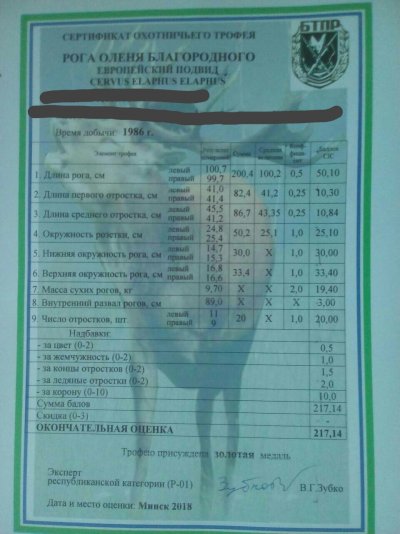 СЕРТИФИКАТ ОХОТНИЧЬЕГО ТРОФЕЯ
БТПР
РОГА ОЛЕНЯ БЛАГОРОДНОГО
ЕВРОПЕЙСКИЙ ПОДВИД
CERVUS ELAPHUS ELAPHUS
Время добычи: 1986 г.
Элемент трофея Результат измерений Сумма Средняя величина Коэффициент Баллов CIC
1. Длина рога, см левый правый 100,7 99,7 200,4 100,2 0,5 50,10
2. Длина первого отростка, см левый правый 41,0 41,4 82,4 41,2 0,25 10,30
3. Длина среднего отростка, см левый правый 45,5 41,2 86,7 43,35 0,25 10,84
4. Окружность розетки, см левый правый 24,8 25,4 50,2 25,1 1,0 25,10
5. Нижняя окружность рога, см левый правый 14,7 15,3 30,0 X 1,0 30,00
6. Верхняя окружность рога, см левый правый 16,8 16,6 33,4 X 1,0 33,40
7. Масса сухих рогов, кг 9,70 X X 2,0 19,40
8. Внутренний развал рогов, см 89,0 X X X 3,00
9. Число отростков, шт левый правый 11 9 20 X 1,0 20,00
Надбавки:
- за цвет (0-2) 0,5
- за жемчужность (0-2) 1,0
- за концы отростков (0-2) 1,5
- за ледяные отростки (0-2) 2,0
- за корону (0-10) 10,0
Сумма балов 217,14
Скидка (0-3) -
ОКОНЧАТЕЛЬНАЯ ОЦЕНКА 217,14
Трофею присуждена золотая медаль
Эксперт
республиканской категории (Р-01) Зубко В.Г.Зубко
Дата и место оценки: Минск 2018